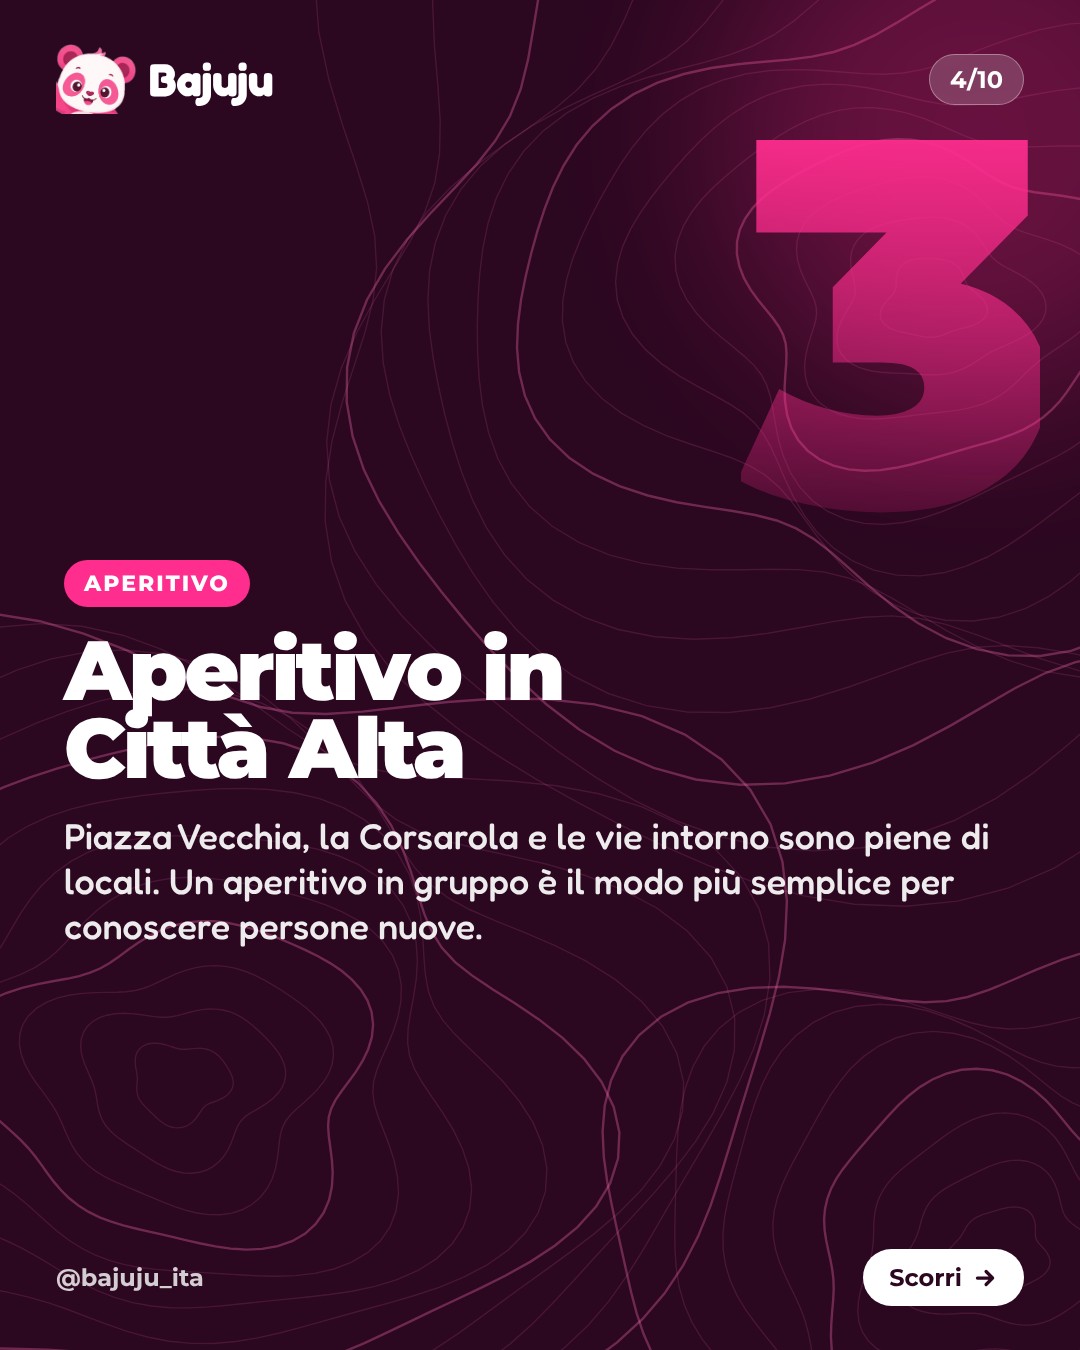 Bajuju
4/10
3
APERITIVO
Aperitivo in
Città Alta
Piazza Vecchia, la Corsarola e le vie intorno sono piene di
locali. Un aperitivo in gruppo è il modo più semplice per
conoscere persone nuove.
@bajuju_ita
Scorri →